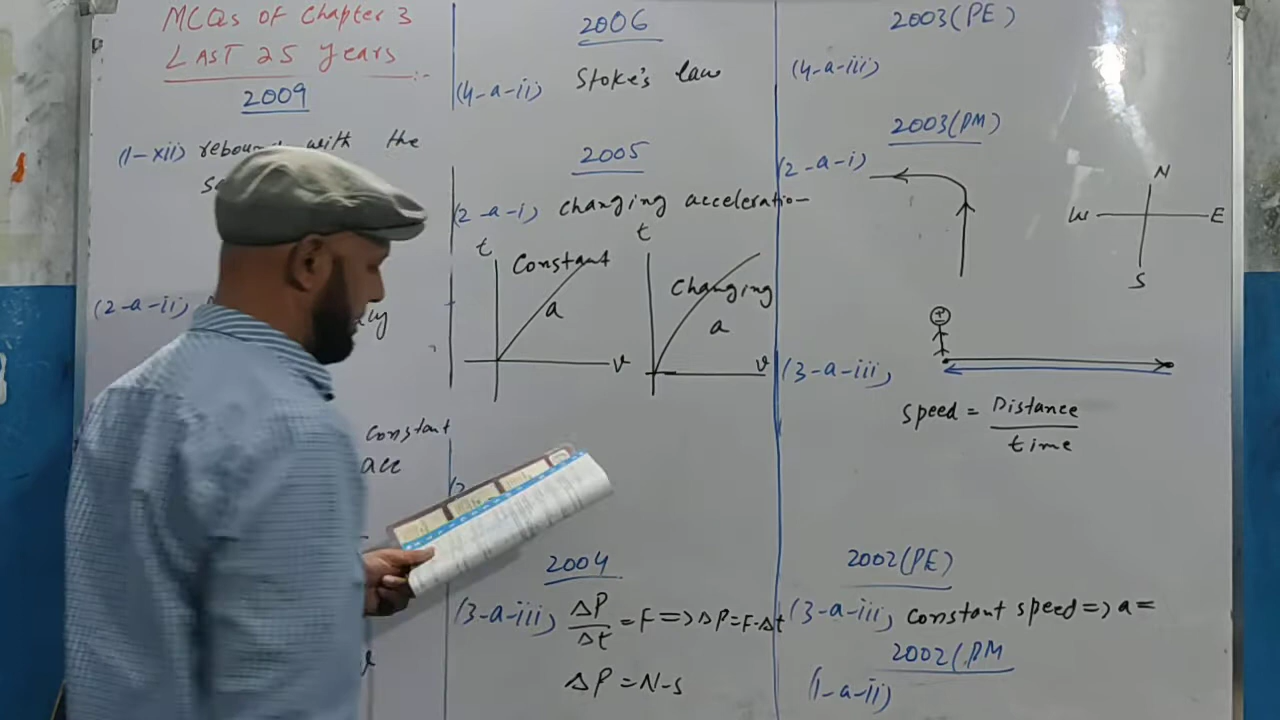 MCQs of Chapter 3
LAST 25 Years
2009
(1-xii) rebound with the
(2-a-ii)
constant
acc
2006
(4-a-ii) Stoke's law
2005
(2-a-i) changing acceleratio-
t
Constant
a
v
t
Changing
a
v
2004
(3-a-iii) ΔP/Δt = F => ΔP=F·Δt
ΔP = N-s
2003(PE)
(4-a-iii)
2003(PM)
(2-a-i)
N
W E
S
(3-a-iii)
Speed = Distance
time
2002(PE)
(3-a-iii) Constant speed => a =
2002(PM
(1-a-ii)